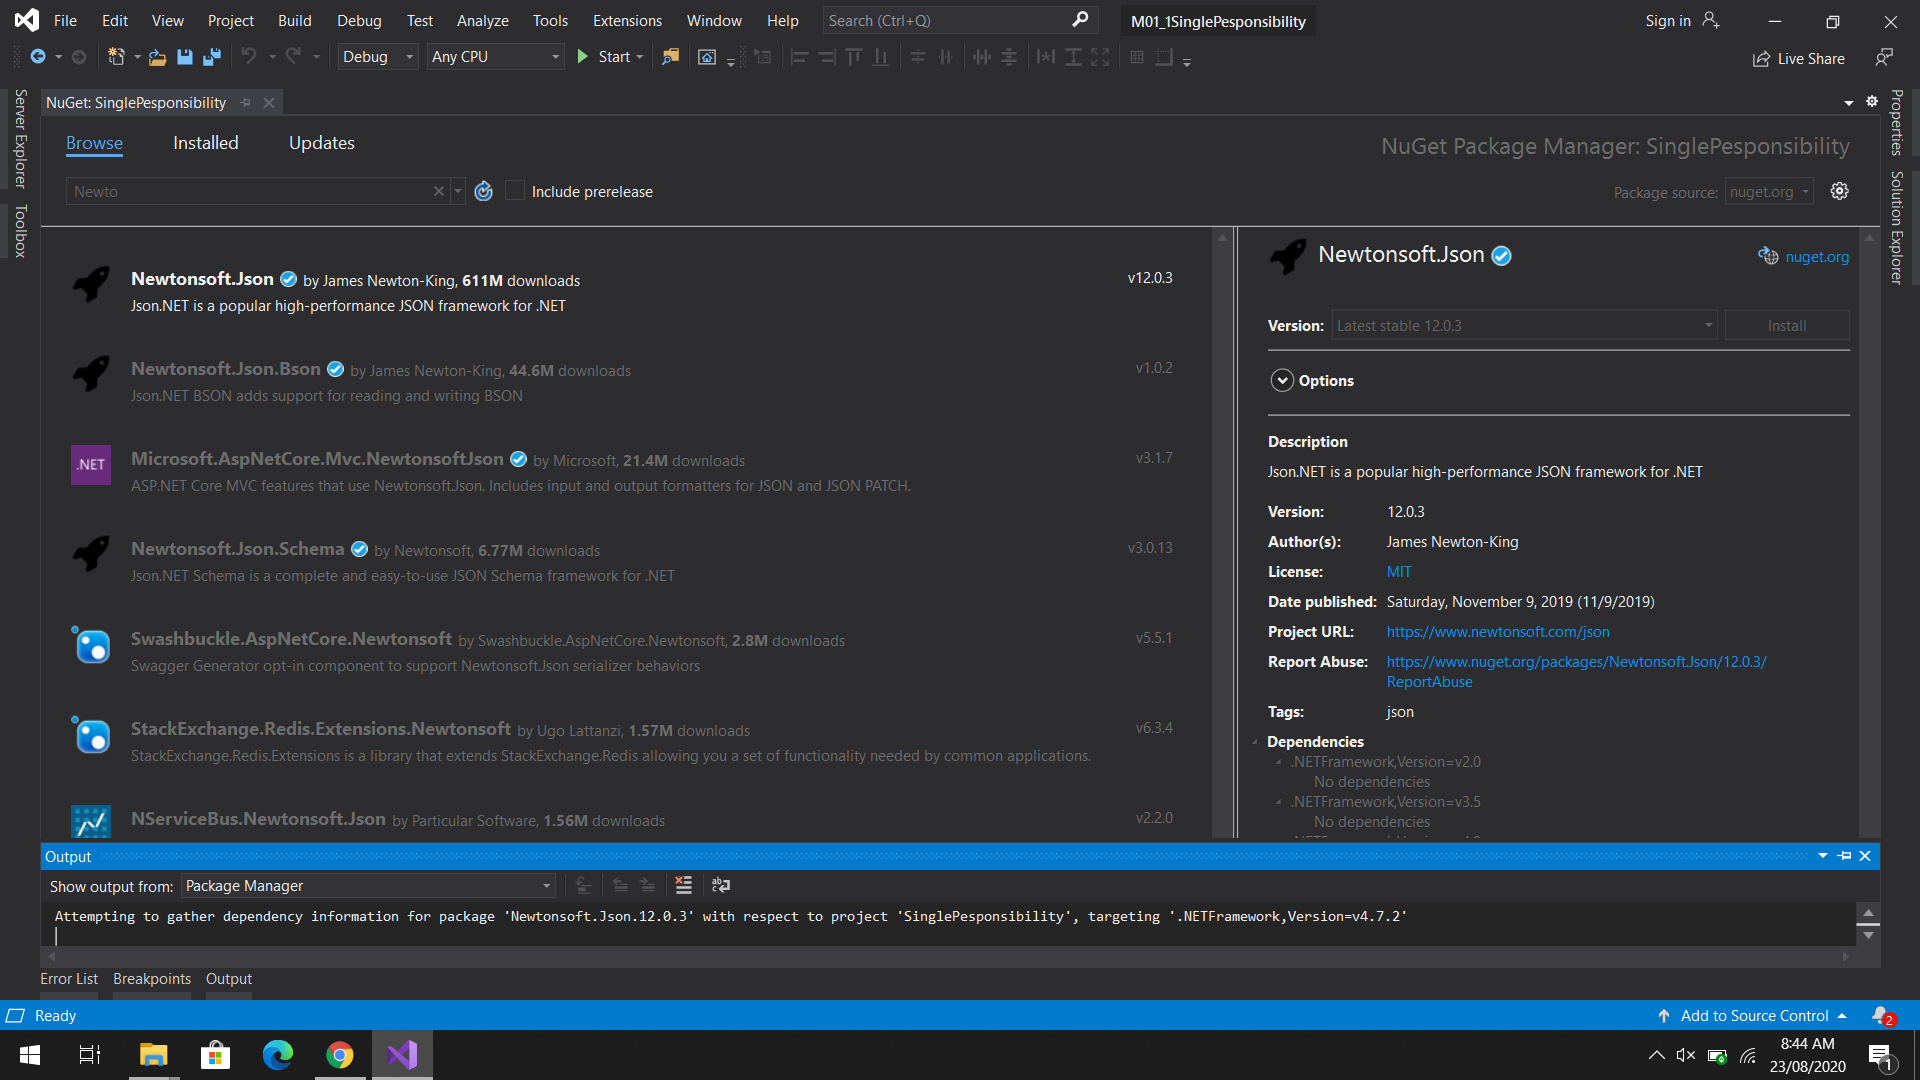 File Edit View Project Build Debug Test Analyze Tools Extensions Window Help Search (Ctrl+Q) M01_1SinglePesponsibility Sign in
Debug Any CPU Start Live Share
Server Explorer
Toolbox
NuGet: SinglePesponsibility
Browse Installed Updates
NuGet Package Manager: SinglePesponsibility
Newto Include prerelease
Package source: nuget.org
Newtonsoft.Json by James Newton-King, 611M downloads v12.0.3
Json.NET is a popular high-performance JSON framework for .NET
Newtonsoft.Json.Bson by James Newton-King, 44.6M downloads v1.0.2
Json.NET BSON adds support for reading and writing BSON
.NET
Microsoft.AspNetCore.Mvc.NewtonsoftJson by Microsoft, 21.4M downloads v3.1.7
ASP.NET Core MVC features that use Newtonsoft.Json. Includes input and output formatters for JSON and JSON PATCH.
Newtonsoft.Json.Schema by Newtonsoft, 6.77M downloads v3.0.13
Json.NET Schema is a complete and easy-to-use JSON Schema framework for .NET
Swashbuckle.AspNetCore.Newtonsoft by Swashbuckle.AspNetCore.Newtonsoft, 2.8M downloads v5.5.1
Swagger Generator opt-in component to support Newtonsoft.Json serializer behaviors
StackExchange.Redis.Extensions.Newtonsoft by Ugo Lattanzi, 1.57M downloads v6.3.4
StackExchange.Redis.Extensions is a library that extends StackExchange.Redis allowing you a set of functionality needed by common applications.
NServiceBus.Newtonsoft.Json by Particular Software, 1.56M downloads v2.2.0
Newtonsoft.Json nuget.org
Version: Latest stable 12.0.3 Install
Options
Description
Json.NET is a popular high-performance JSON framework for .NET
Version: 12.0.3
Author(s): James Newton-King
License: MIT
Date published: Saturday, November 9, 2019 (11/9/2019)
Project URL: https://www.newtonsoft.com/json
Report Abuse: https://www.nuget.org/packages/Newtonsoft.Json/12.0.3/
ReportAbuse
Tags: json
Dependencies
.NETFramework,Version=v2.0
No dependencies
.NETFramework,Version=v3.5
No dependencies
Properties
Solution Explorer
Output
Show output from: Package Manager
Attempting to gather dependency information for package 'Newtonsoft.Json.12.0.3' with respect to project 'SinglePesponsibility', targeting '.NETFramework,Version=v4.7.2'
Error List Breakpoints Output
Ready Add to Source Control 2
8:44 AM
23/08/2020
1